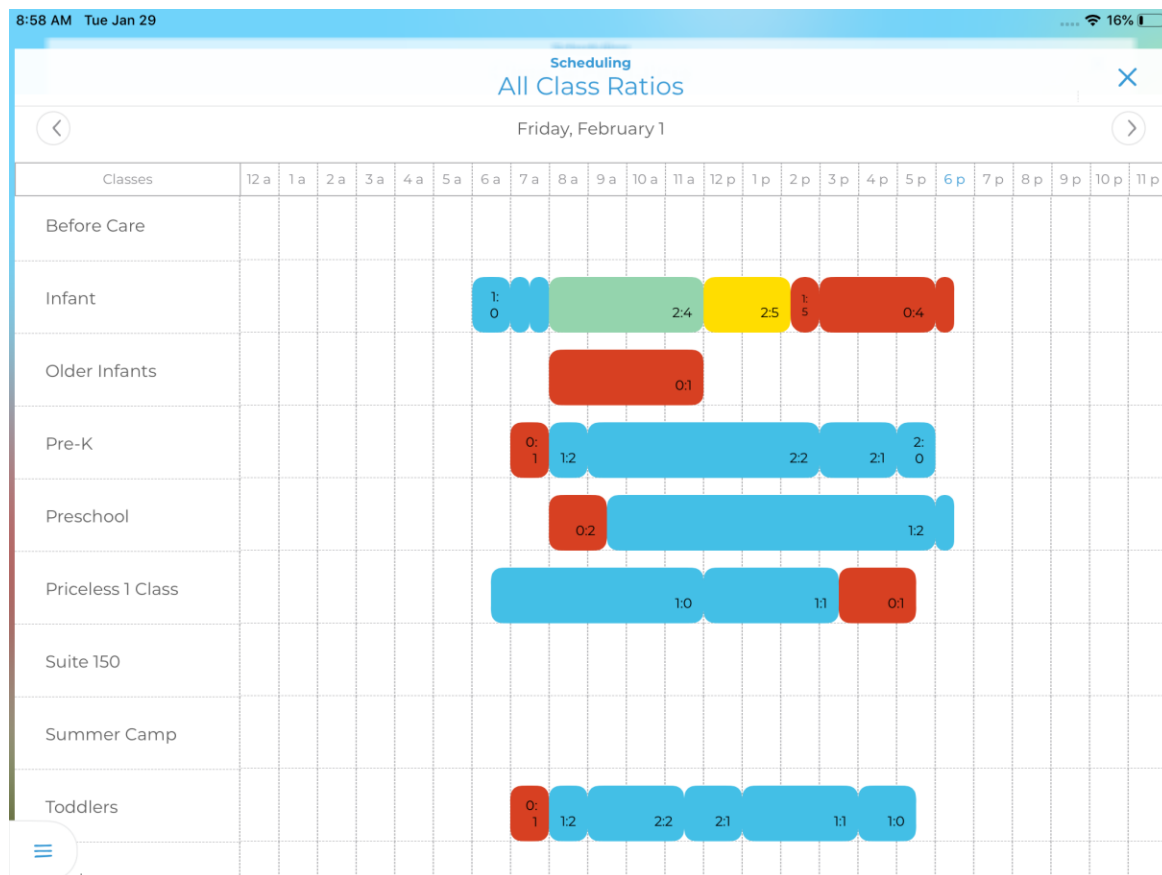 8:58 AM Tue Jan 29
16%
Scheduling
All Class Ratios
Friday, February 1
Classes 12 a 1 a 2 a 3 a 4 a 5 a 6 a 7 a 8 a 9 a 10 a 11 a 12 p 1 p 2 p 3 p 4 p 5 p 6 p 7 p 8 p 9 p 10 p 11 p
Before Care
Infant 1:0 2:4 2:5 1:5 0:4
Older Infants 0:1
Pre-K 0:1 1:2 2:2 2:1 2:0
Preschool 0:2 1:2
Priceless 1 Class 1:0 1:1 0:1
Suite 150
Summer Camp
Toddlers 0:1 1:2 2:2 2:1 1:1 1:0